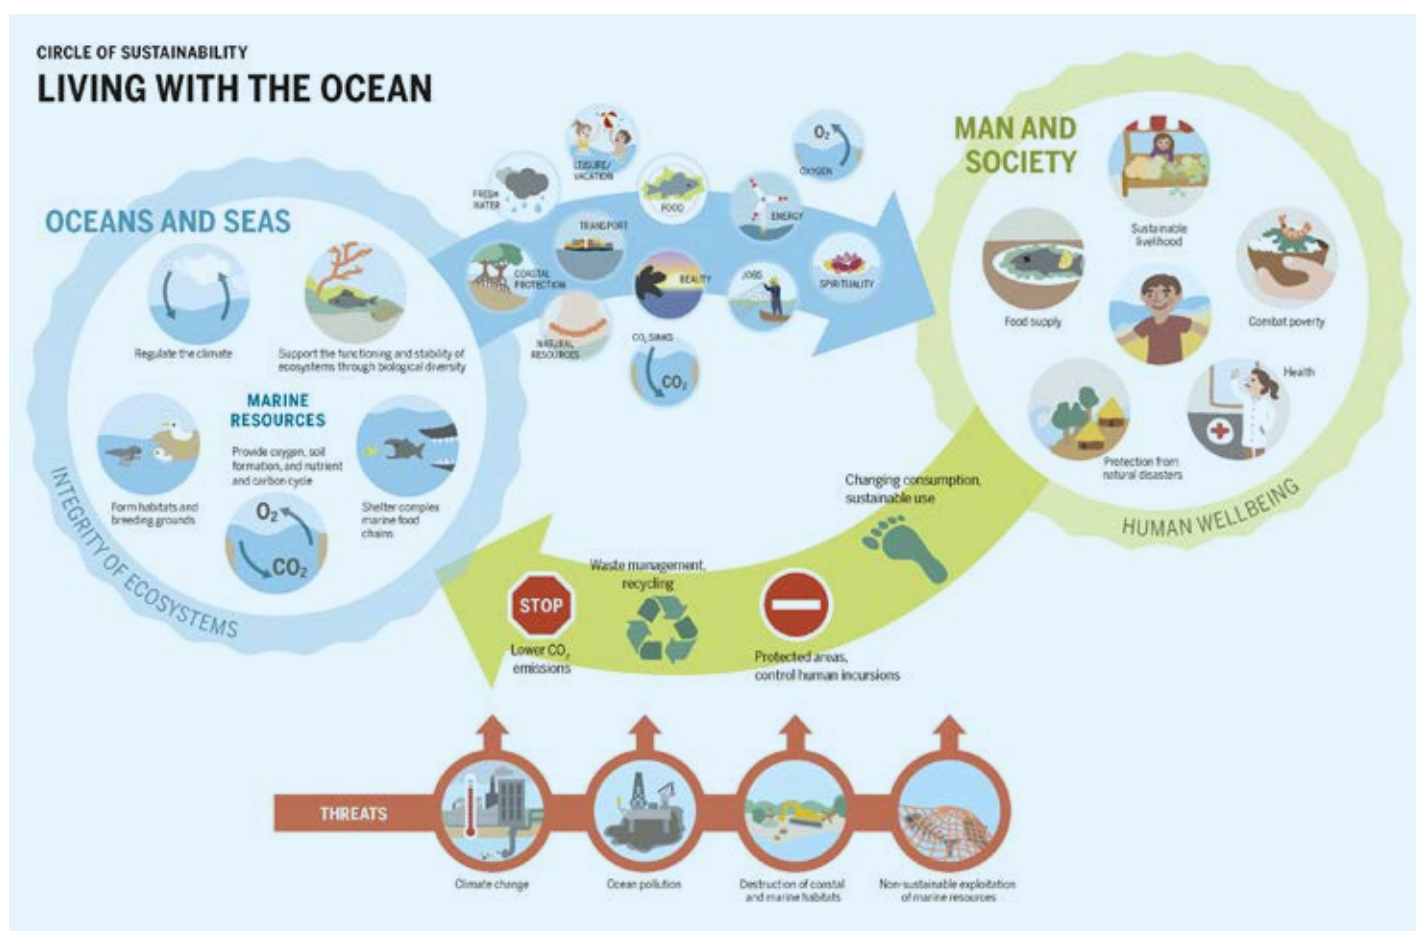 CIRCLE OF SUSTAINABILITY
LIVING WITH THE OCEAN
OCEANS AND SEAS
Regulate the climate
Support the functioning and stability of
ecosystems through biological diversity
MARINE
RESOURCES
Provide oxygen, soil
formation, and nutrient
and carbon cycle
Form habitats and
breeding grounds
Shelter complex
marine food
chains
O₂
CO₂
INTEGRITY OF ECOSYSTEMS
FRESH
WATER
LEISURE/
VACATION
FOOD
ENERGY
O₂
OXYGEN
COASTAL
PROTECTION
TRANSPORT
BEAUTY
JOBS
SPIRITUALITY
NATURAL
RESOURCES
CO₂ SINKS
CO₂
MAN AND
SOCIETY
Sustainable
livelihood
Food supply
Combat poverty
Health
Protection from
natural disasters
HUMAN WELLBEING
Changing consumption,
sustainable use
Waste management,
recycling
STOP
Lower CO₂
emissions
Protected areas,
control human incursions
THREATS
Climate change
Ocean pollution
Destruction of coastal
and marine habitats
Non-sustainable exploitation
of marine resources